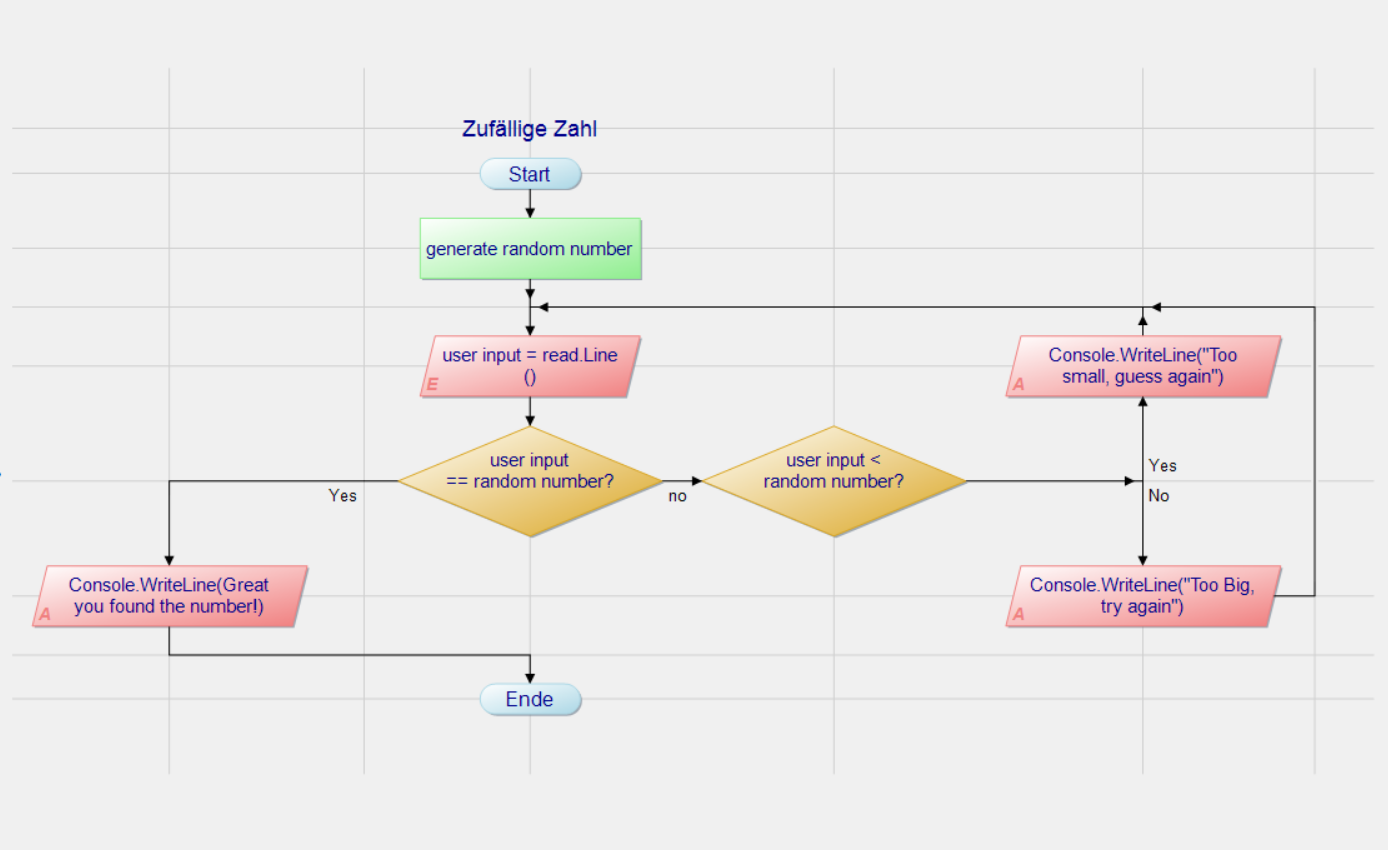 Zufällige Zahl
Start
generate random number
user input = read.Line
()
E
Console.WriteLine("Too
small, guess again")
A
user input
== random number?
Yes
no
user input <
random number?
Yes
No
Console.WriteLine(Great
you found the number!)
A
Console.WriteLine("Too Big,
try again")
A
Ende